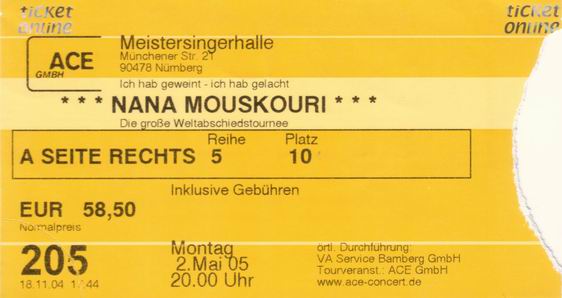 ticket
online
ticket
online
ACE
GMBH
Meistersingerhalle
Münchener Str. 21
90478 Nürnberg
Ich hab geweint - ich hab gelacht
* * * NANA MOUSKOURI * * *
Die große Weltabschiedstournee
Reihe Platz
A SEITE RECHTS 5 10
Inklusive Gebühren
EUR 58,50
Normalpreis
205
18.11.04
Montag
2.Mai 05
20.00 Uhr
örtl. Durchführung:
VA Service Bamberg GmbH
Tourveranst.: ACE GmbH
www.ace-concert.de